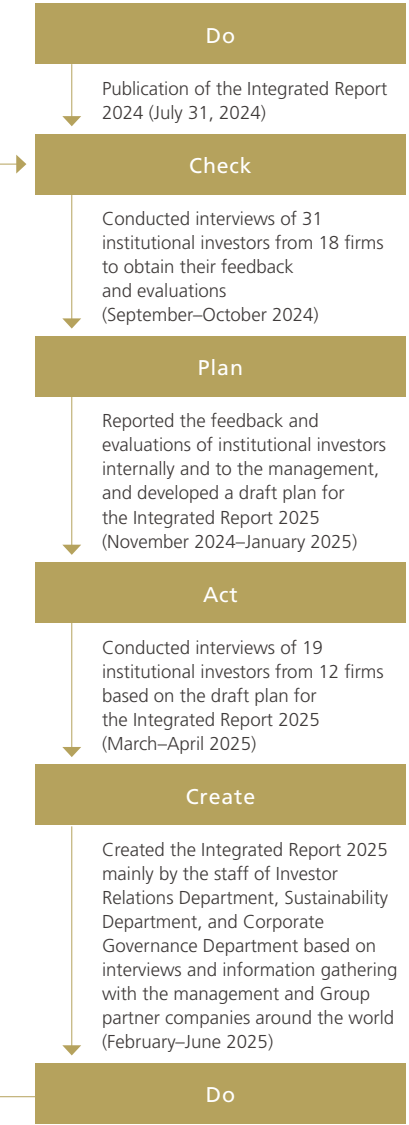 Do
Publication of the Integrated Report
2024 (July 31, 2024)
Check
Conducted interviews of 31
institutional investors from 18 firms
to obtain their feedback
and evaluations
(September–October 2024)
Plan
Reported the feedback and
evaluations of institutional investors
internally and to the management,
and developed a draft plan for
the Integrated Report 2025
(November 2024–January 2025)
Act
Conducted interviews of 19
institutional investors from 12 firms
based on the draft plan for
the Integrated Report 2025
(March–April 2025)
Create
Created the Integrated Report 2025
mainly by the staff of Investor
Relations Department, Sustainability
Department, and Corporate
Governance Department based on
interviews and information gathering
with the management and Group
partner companies around the world
(February–June 2025)
Do